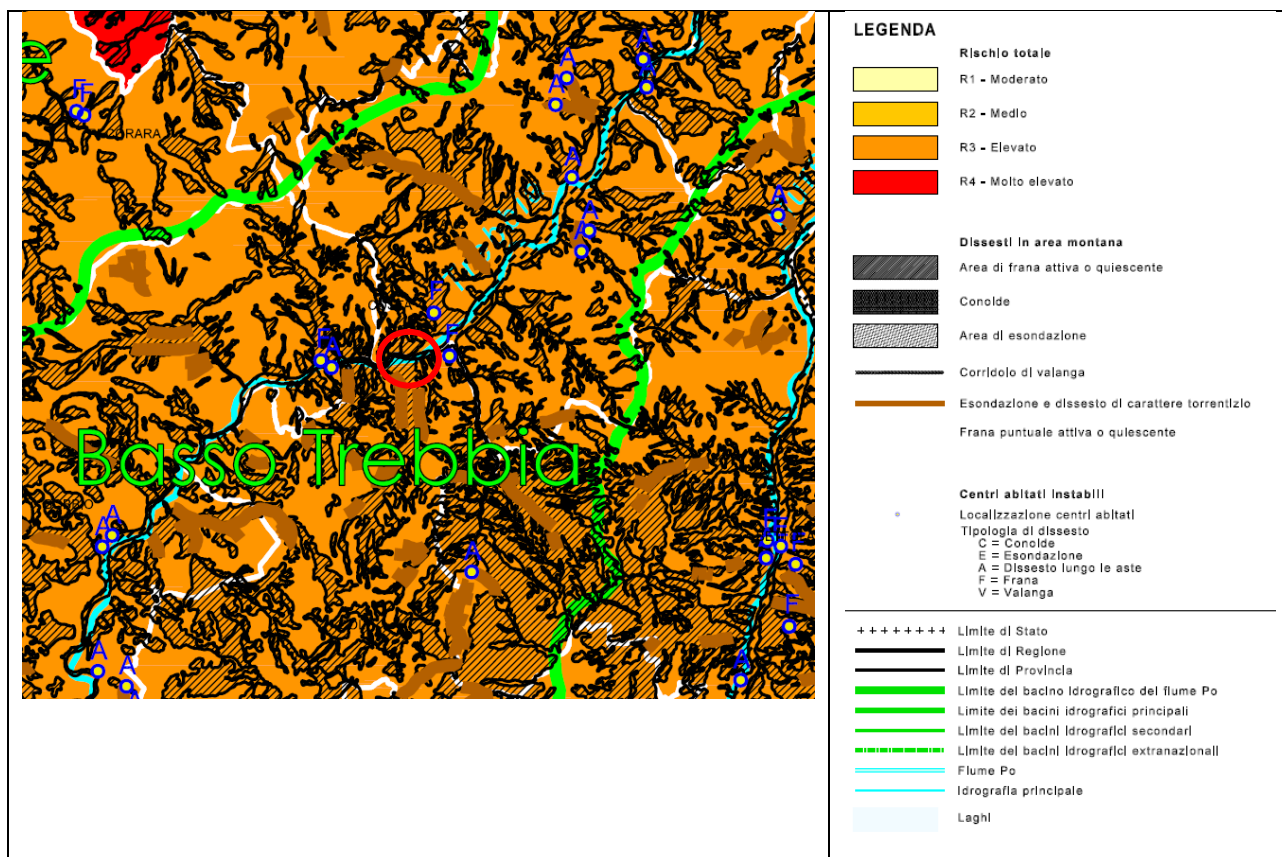 e
A
A
A
A
F
F
CORARA
A
A
A
A
E
F
F
A
Basso Trebbia
A
A
A
F
F
A
A
F
A
LEGENDA
Rischio totale
R1 - Moderato
R2 - Medio
R3 - Elevato
R4 - Molto elevato
Dissesti in area montana
Area di frana attiva o quiescente
Conoide
Area di esondazione
Corridoio di valanga
Esondazione e dissesto di carattere torrentizio
Frana puntuale attiva o quiescente
Centri abitati instabili
Localizzazione centri abitati
Tipologia di dissesto
C = Conoide
E = Esondazione
A = Dissesto lungo le aste
F = Frana
V = Valanga
Limite di Stato
Limite di Regione
Limite di Provincia
Limite del bacino idrografico del fiume Po
Limite dei bacini idrografici principali
Limite dei bacini idrografici secondari
Limite dei bacini idrografici extranazionali
Fiume Po
Idrografia principale
Laghi